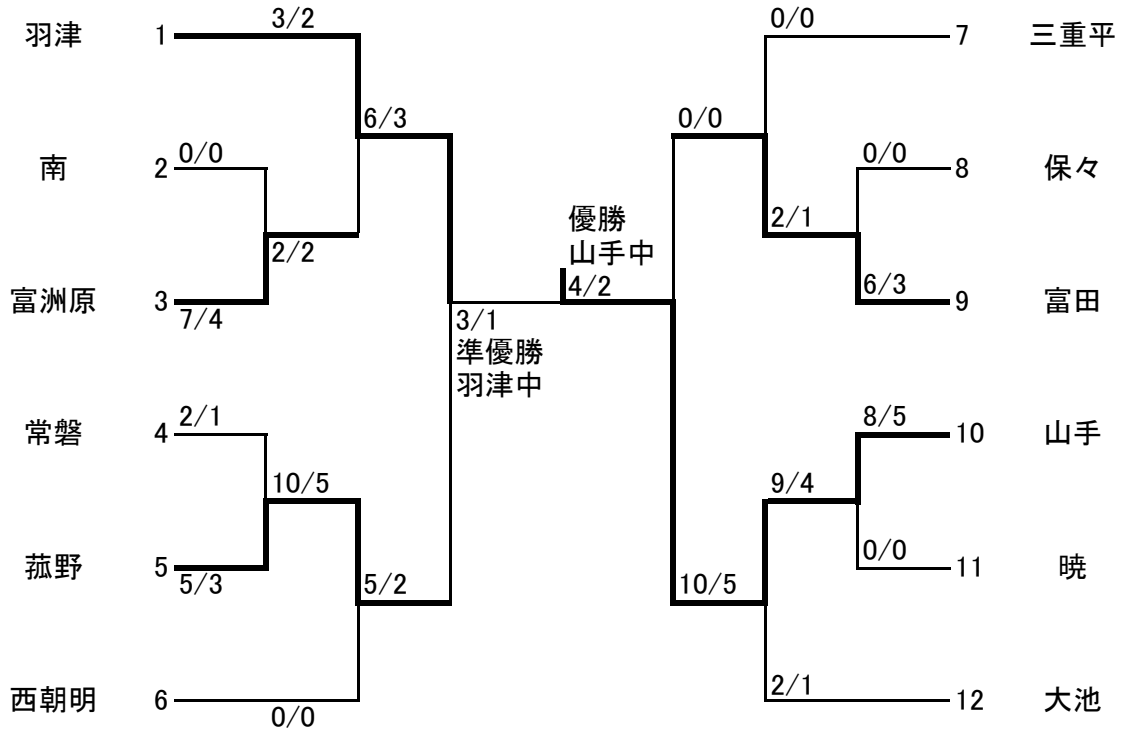 3/2
0/0
羽津 1
7 三重平
6/3
0/0
南 2
0/0
0/0
8 保々
優勝
山手中
2/1
2/2
富洲原 3
7/4
4/2
6/3
9 富田
3/1
準優勝
羽津中
常磐 4
2/1
8/5
10 山手
10/5
9/4
菰野 5
5/3
5/2
10/5
0/0
11 暁
西朝明 6
0/0
2/1
12 大池